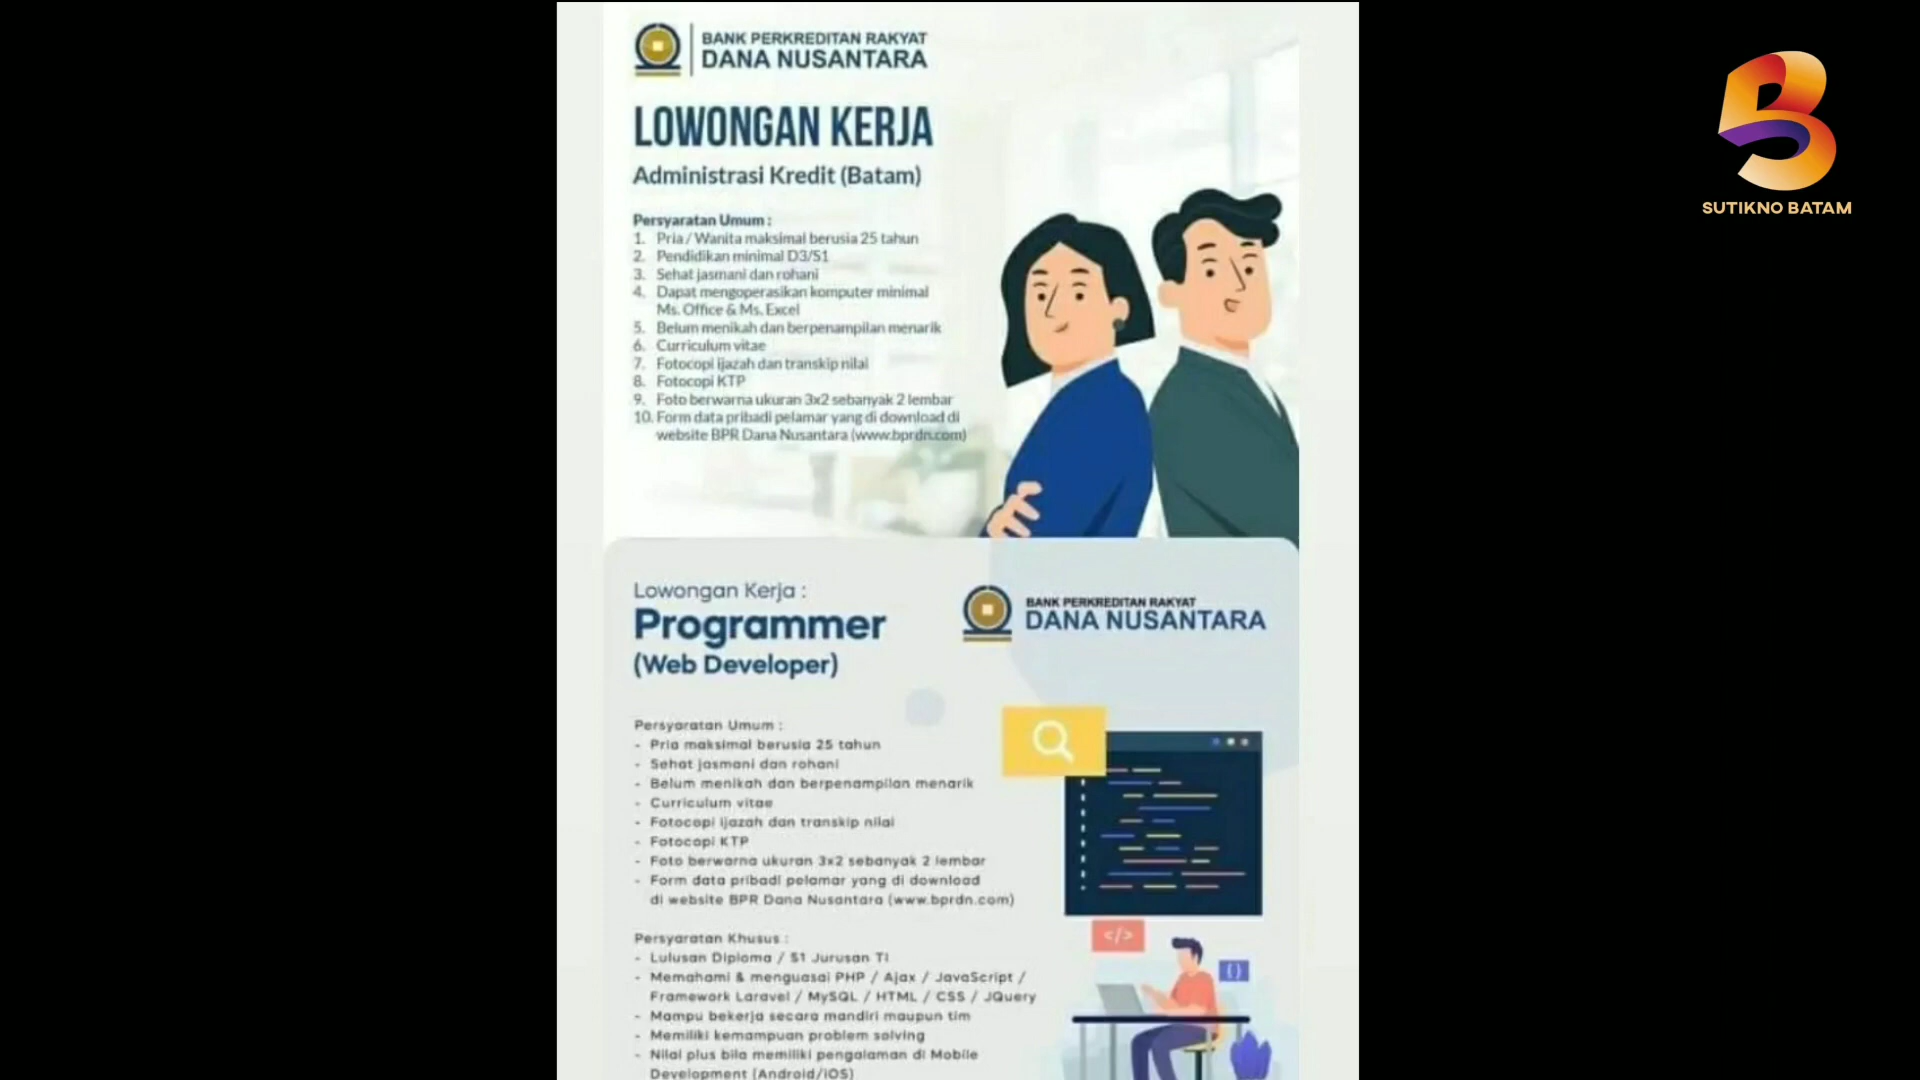 BANK PERKREDITAN RAKYAT
DANA NUSANTARA
LOWONGAN KERJA
Administrasi Kredit (Batam)
Persyaratan Umum :
1. Pria / Wanita maksimal berusia 25 tahun
2. Pendidikan minimal D3/S1
3. Sehat jasmani dan rohani
4. Dapat mengoperasikan komputer minimal
Ms. Office & Ms. Excel
5. Belum menikah dan berpenampilan menarik
6. Curriculum vitae
7. Fotocopi ijazah dan transkip nilai
8. Fotocopi KTP
9. Foto berwarna ukuran 3x2 sebanyak 2 lembar
10. Form data pribadi pelamar yang di download di
website BPR Dana Nusantara (www.bprdn.com)
Lowongan Kerja :
Programmer
(Web Developer)
BANK PERKREDITAN RAKYAT
DANA NUSANTARA
Persyaratan Umum :
- Pria maksimal berusia 25 tahun
- Sehat jasmani dan rohani
- Belum menikah dan berpenampilan menarik
- Curriculum vitae
- Fotocopi ijazah dan transkip nilai
- Fotocopi KTP
- Foto berwarna ukuran 3x2 sebanyak 2 lembar
- Form data pribadi pelamar yang di download
di website BPR Dana Nusantara (www.bprdn.com)
Persyaratan Khusus :
- Lulusan Diploma / S1 Jurusan TI
- Memahami & menguasai PHP / Ajax / JavaScript /
Framework Laravel / MySQL / HTML / CSS / JQuery
- Mampu bekerja secara mandiri maupun tim
- Memiliki kemampuan problem solving
- Nilai plus bila memiliki pengalaman di Mobile
Development (Android/iOS)
</>
{}
SUTIKNO BATAM